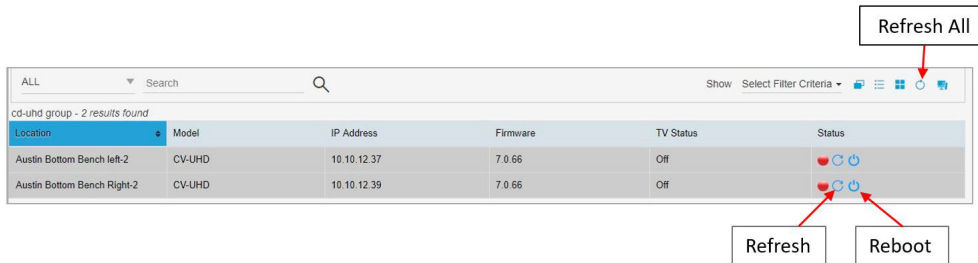 Refresh All
ALL Search Show Select Filter Criteria
cd-uhd group - 2 results found
Location Model IP Address Firmware TV Status Status
Austin Bottom Bench left-2 CV-UHD 10.10.12.37 7.0.66 Off
Austin Bottom Bench Right-2 CV-UHD 10.10.12.39 7.0.66 Off
Refresh Reboot